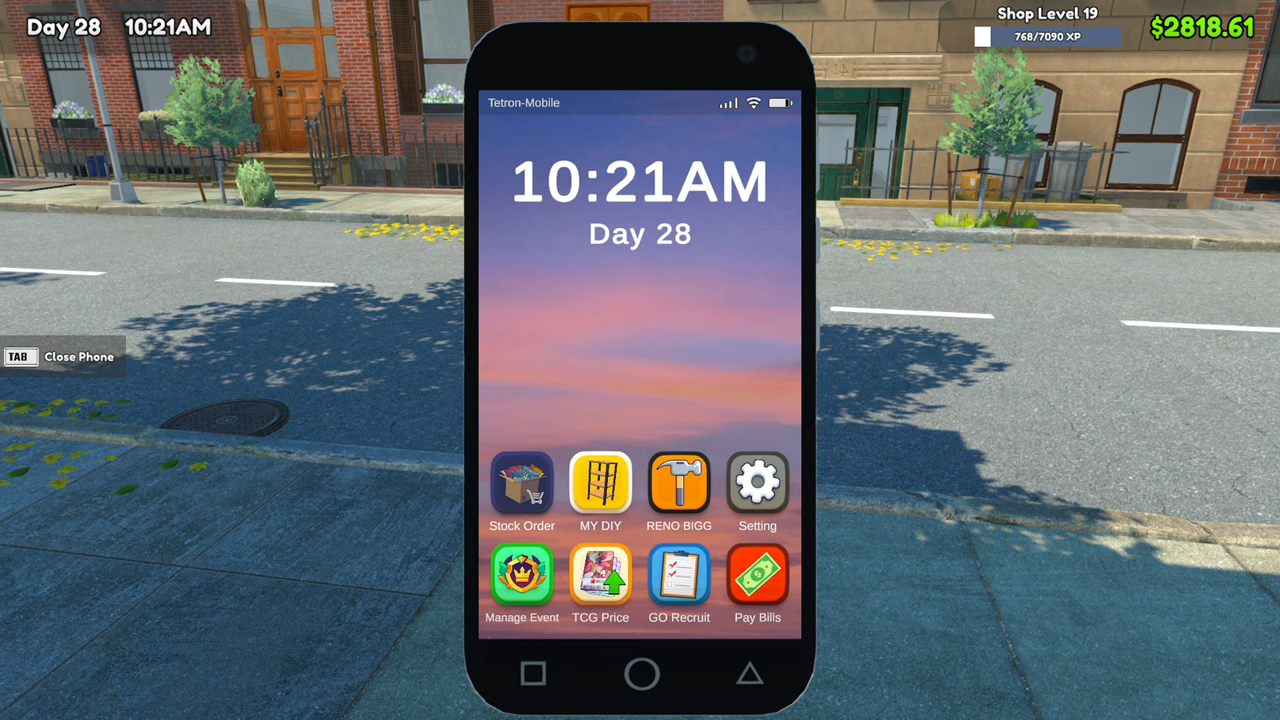 Day 28 10:21AM
Shop Level 19
768/7090 XP
$2818.61
Tetron-Mobile
10:21AM
Day 28
TAB Close Phone
Stock Order MY DIY RENO BIGG Setting
Manage Event TCG Price GO Recruit Pay Bills